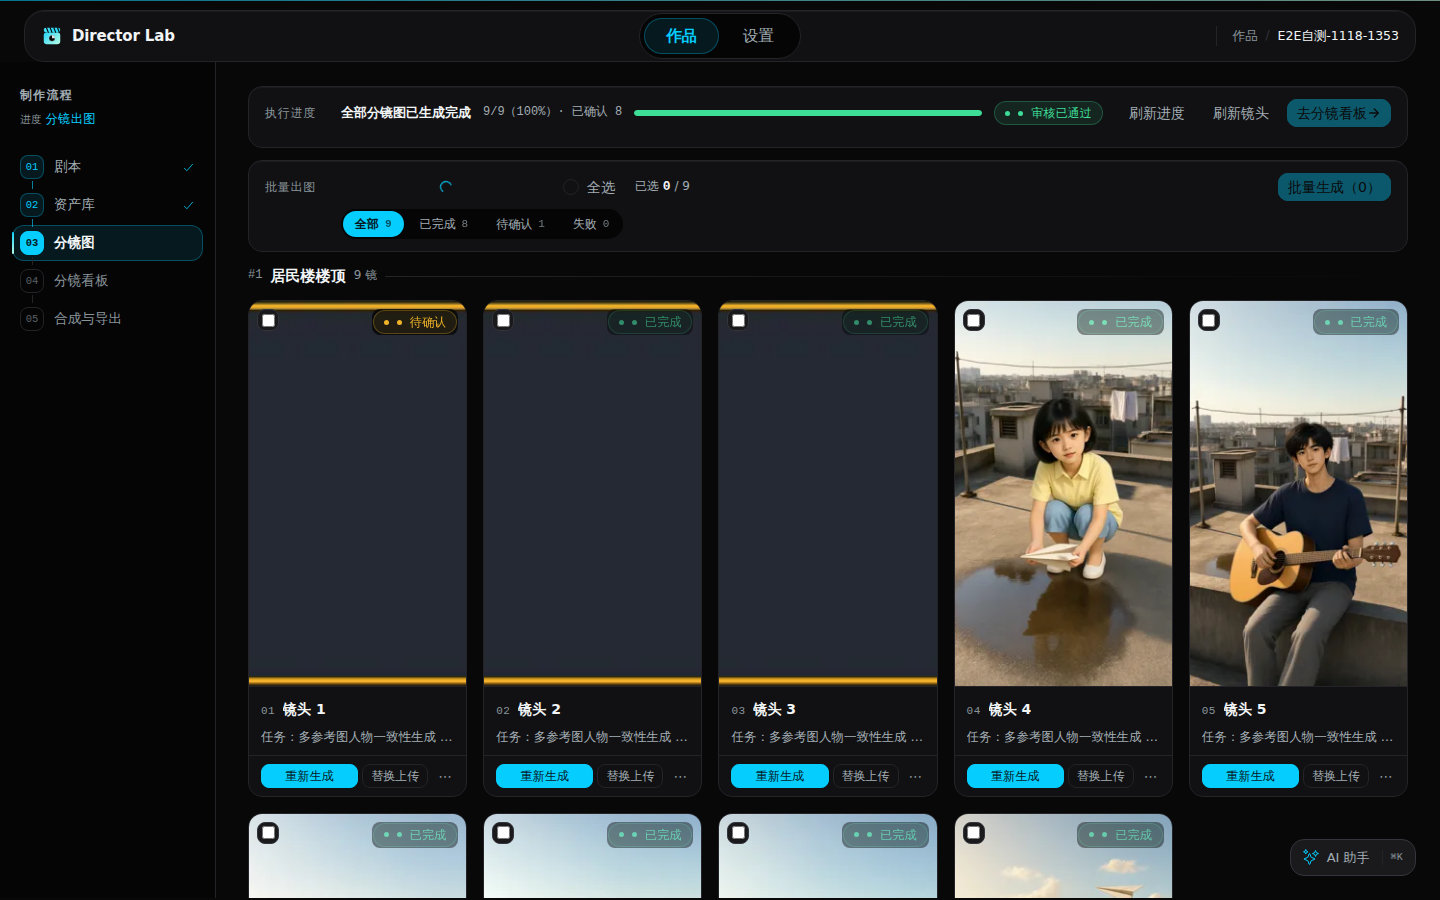 Director Lab
作品
设置
作品 / E2E自测-1118-1353
制作流程
进度 分镜出图
01 剧本
02 资产库
03 分镜图
04 分镜看板
05 合成与导出
执行进度 全部分镜图已生成完成 9/9 (100%) · 已确认 8 审核已通过 刷新进度 刷新镜头 去分镜看板→
批量出图 全选 已选 0 / 9 批量生成（0）
全部 9 已完成 8 待确认 1 失败 0
#1 居民楼楼顶 9 镜
待确认
已完成
已完成
已完成
已完成
01 镜头 1
任务：多参考图人物一致性生成 ...
重新生成 替换上传 ···
02 镜头 2
任务：多参考图人物一致性生成 ...
重新生成 替换上传 ···
03 镜头 3
任务：多参考图人物一致性生成 ...
重新生成 替换上传 ···
04 镜头 4
任务：多参考图人物一致性生成 ...
重新生成 替换上传 ···
05 镜头 5
任务：多参考图人物一致性生成 ...
重新生成 替换上传 ···
已完成
已完成
已完成
已完成
AI 助手 ⌘K